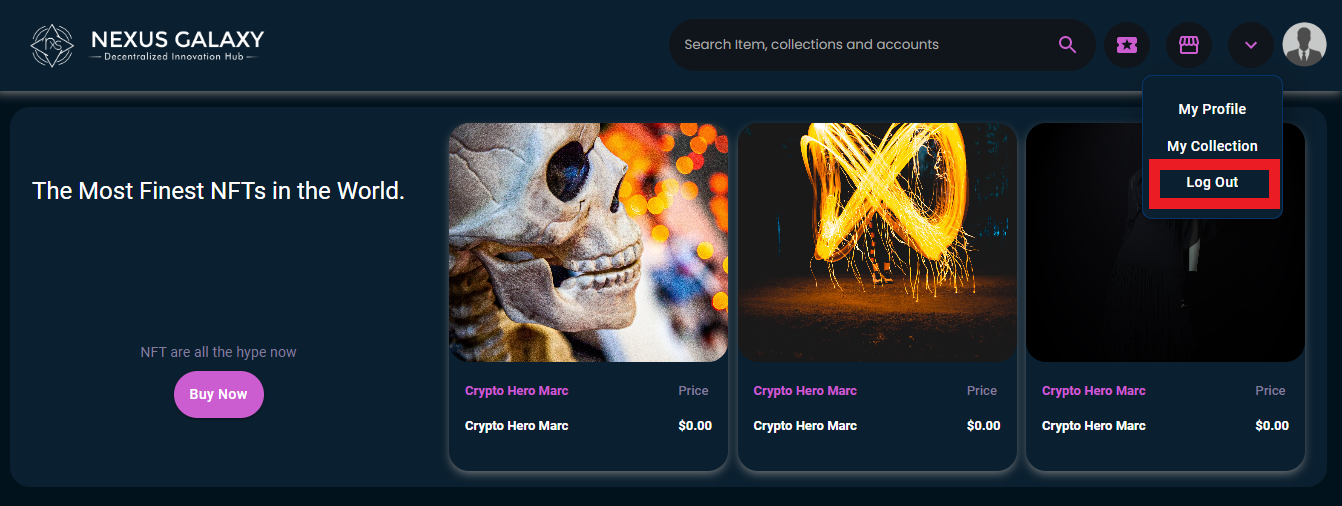 nxs
NEXUS GALAXY
Decentralized Innovation Hub
Search Item, collections and accounts
My Profile
My Collection
Log Out
The Most Finest NFTs in the World.
NFT are all the hype now
Buy Now
Crypto Hero Marc Price
Crypto Hero Marc $0.00
Crypto Hero Marc Price
Crypto Hero Marc $0.00
Crypto Hero Marc Price
Crypto Hero Marc $0.00